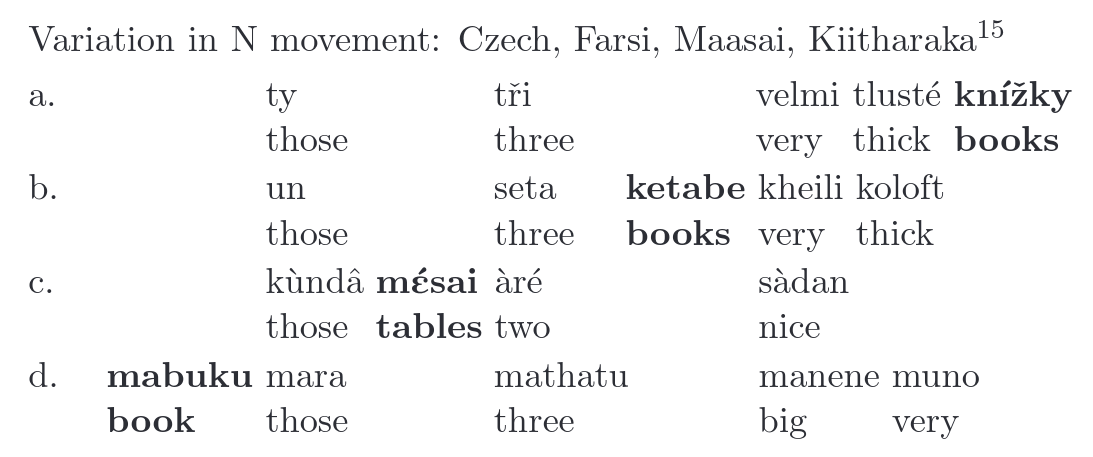 Variation in N movement: Czech, Farsi, Maasai, Kiitharaka15
a. ty tři velmi tlusté knížky
those three very thick books
b. un seta ketabe kheili koloft
those three books very thick
c. kùndâ mɛ́sai àré sàdan
those tables two nice
d. mabuku mara mathatu manene muno
book those three big very